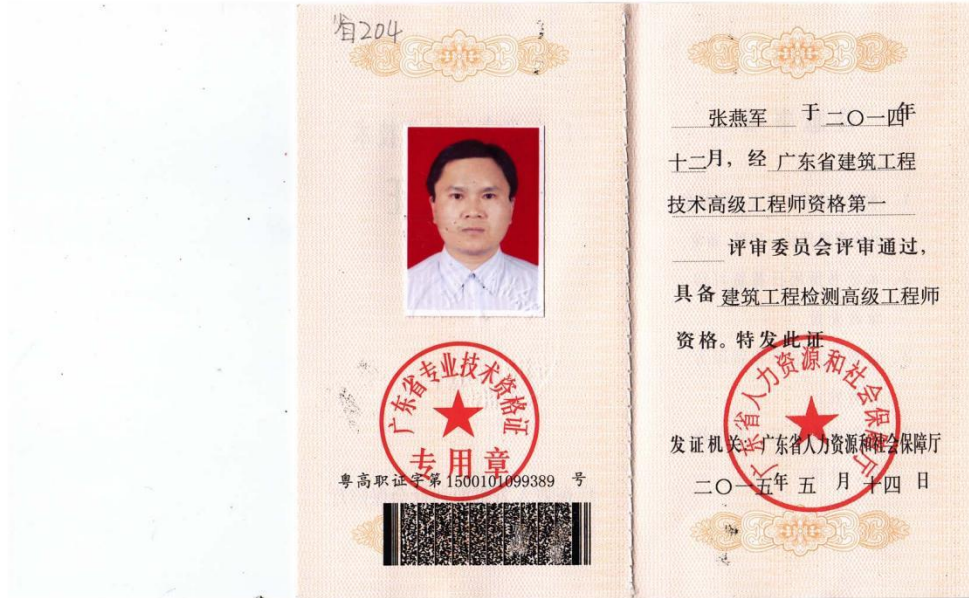 省204
广东省专业技术资格证
专用章
粤高职证字第1500101099389 号
张燕军 于二〇一四年
十二月，经 广东省建筑工程
技术高级工程师资格第一
评审委员会评审通过，
具备 建筑工程检测高级工程师
资格。特发此证
广东省人力资源和社会保障厅
发证机关 广东省人力资源和社会保障厅
二〇一五年 五 月 十四 日